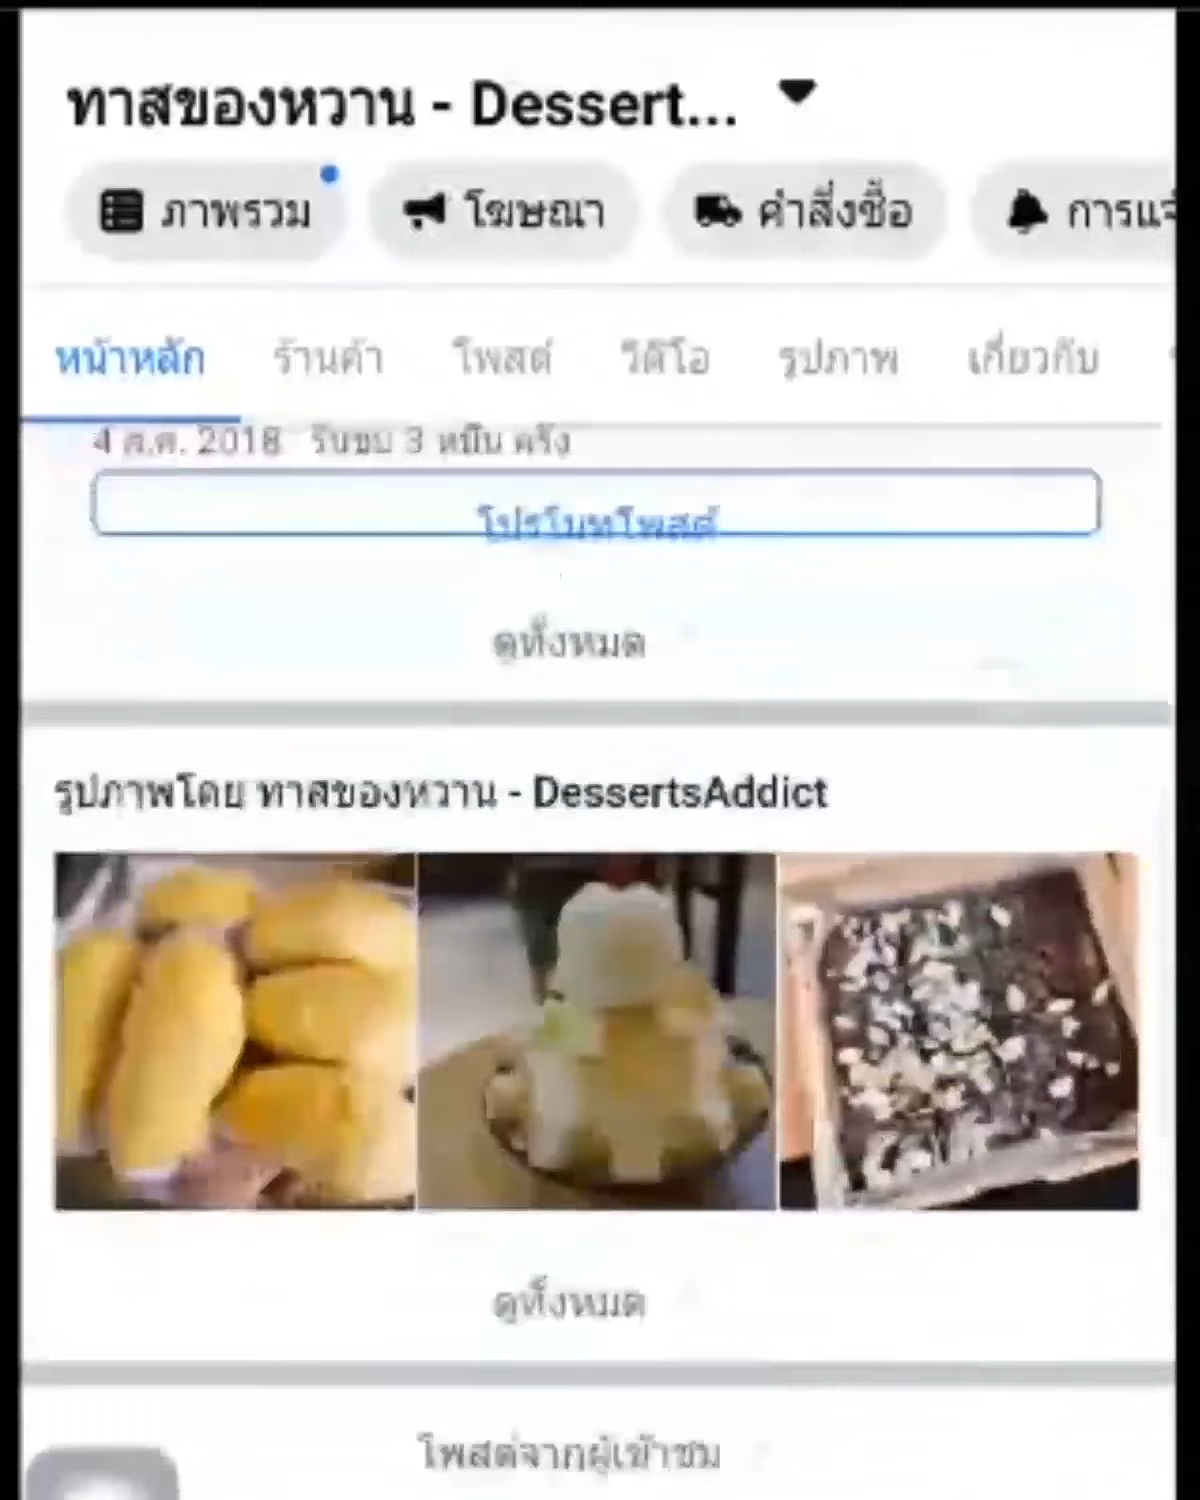 ทาสของหวาน - Dessert...
ภาพรวม โฆษณา คำสั่งซื้อ การแจ้
หน้าหลัก ร้านค้า โพสต์ วิดีโอ รูปภาพ เกี่ยวกับ
4 ต.ค. 2018 รับชม 3 หมื่น ครั้ง
โปรโมทโพสต์
ดูทั้งหมด
รูปภาพโดย ทาสของหวาน - DessertsAddict
ดูทั้งหมด
โพสต์จากผู้เข้าชม